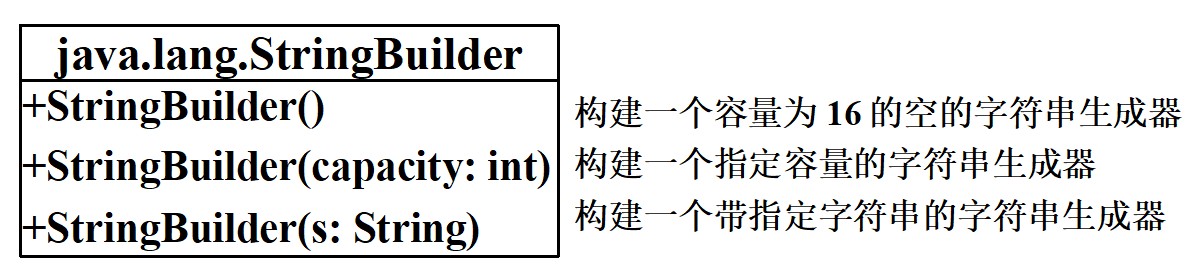 java.lang.StringBuilder
+StringBuilder() 构建一个容量为 16 的空的字符串生成器
+StringBuilder(capacity: int) 构建一个指定容量的字符串生成器
+StringBuilder(s: String) 构建一个带指定字符串的字符串生成器